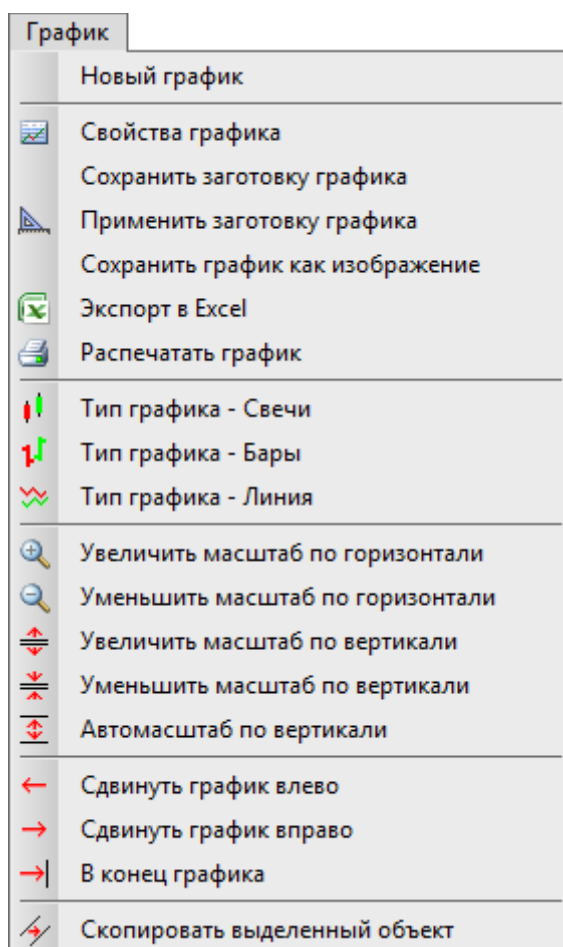 График
Новый график
Свойства графика
Сохранить заготовку графика
Применить заготовку графика
Сохранить график как изображение
Экспорт в Excel
Распечатать график
Тип графика - Свечи
Тип графика - Бары
Тип графика - Линия
Увеличить масштаб по горизонтали
Уменьшить масштаб по горизонтали
Увеличить масштаб по вертикали
Уменьшить масштаб по вертикали
Автомасштаб по вертикали
Сдвинуть график влево
Сдвинуть график вправо
В конец графика
Скопировать выделенный объект